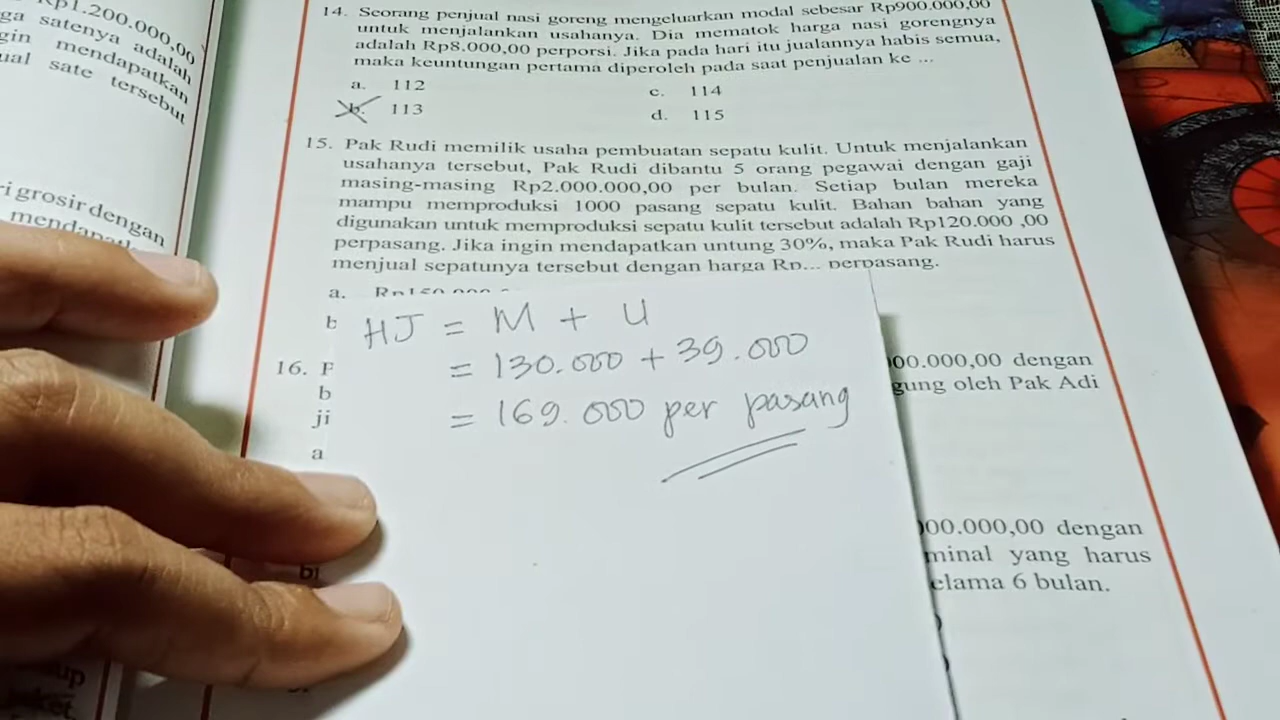 Rp1.200.000,00
ga satenya adalah
gin mendapatkan
ual sate tersebut
ri grosir dengan
14. Seorang penjual nasi goreng mengeluarkan modal sebesar Rp900.000,00
untuk menjalankan usahanya. Dia mematok harga nasi gorengnya
adalah Rp8.000,00 perporsi. Jika pada hari itu jualannya habis semua,
maka keuntungan pertama diperoleh pada saat penjualan ke ...
a. 112
c. 114
b. 113
d. 115
15. Pak Rudi memilik usaha pembuatan sepatu kulit. Untuk menjalankan
usahanya tersebut, Pak Rudi dibantu 5 orang pegawai dengan gaji
masing-masing Rp2.000.000,00 per bulan. Setiap bulan mereka
mampu memproduksi 1000 pasang sepatu kulit. Bahan bahan yang
digunakan untuk memproduksi sepatu kulit tersebut adalah Rp120.000 ,00
perpasang. Jika ingin mendapatkan untung 30%, maka Pak Rudi harus
menjual sepatunya tersebut dengan harga Rp... perpasang.
a.
b
HJ = M + U
= 130.000 + 39.000
= 169.000 per pasang
16. P
b
ji
a
00.000,00 dengan
gung oleh Pak Adi
00.000,00 dengan
minal yang harus
elama 6 bulan.